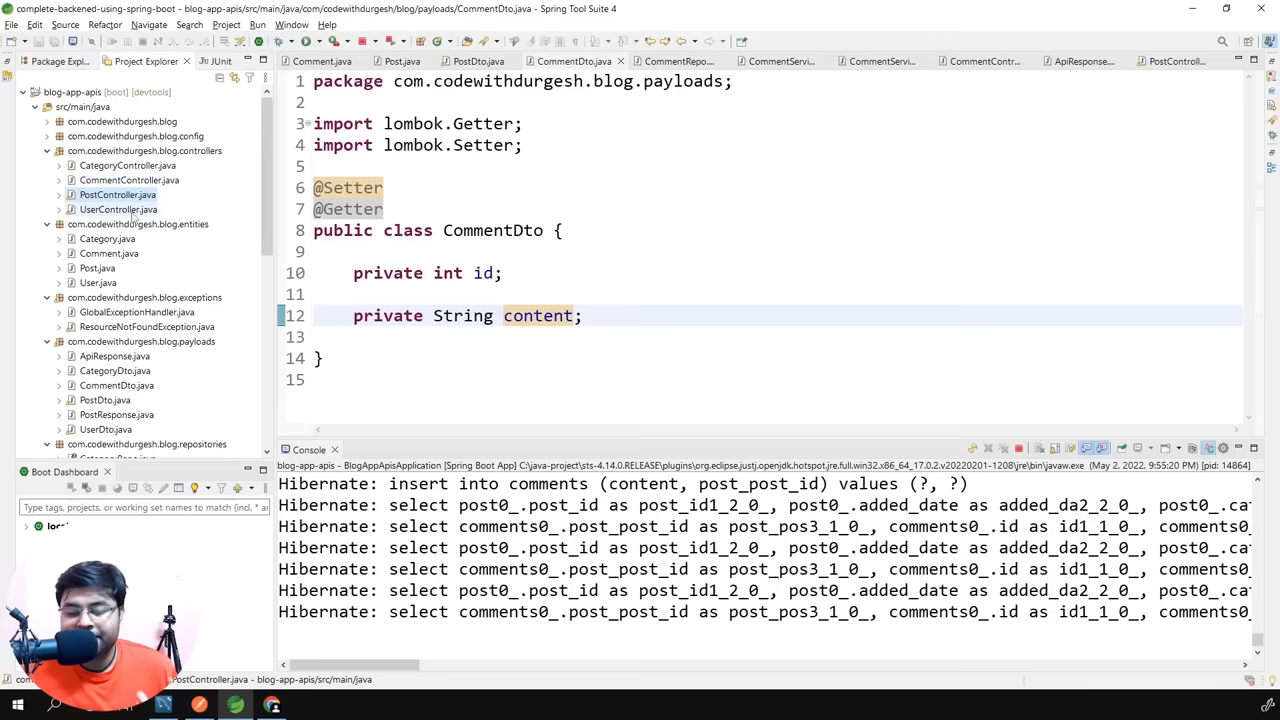 complete-backened-using-spring-boot - blog-app-apis/src/main/java/com/codewithdurgesh/blog/payloads/CommentDto.java - Spring Tool Suite 4
File Edit Source Refactor Navigate Search Project Run Window Help
Package Expl... Project Explorer JUnit
Comment.java Post.java PostDto.java CommentDto.java CommentRepo... CommentServi... CommentServi... CommentContr... ApiResponse.... PostControll...
blog-app-apis [boot] [devtools]
src/main/java
com.codewithdurgesh.blog
com.codewithdurgesh.blog.config
com.codewithdurgesh.blog.controllers
CategoryController.java
CommentController.java
PostController.java
UserController.java
com.codewithdurgesh.blog.entities
Category.java
Comment.java
Post.java
User.java
com.codewithdurgesh.blog.exceptions
GlobalExceptionHandler.java
ResourceNotFoundException.java
com.codewithdurgesh.blog.payloads
ApiResponse.java
CategoryDto.java
CommentDto.java
PostDto.java
PostResponse.java
UserDto.java
com.codewithdurgesh.blog.repositories
1 package com.codewithdurgesh.blog.payloads;
2
3 import lombok.Getter;
4 import lombok.Setter;
5
6 @Setter
7 @Getter
8 public class CommentDto {
9
10 private int id;
11
12 private String content;
13
14 }
15
Boot Dashboard
Type tags, projects, or working set names to match (incl. * a
Console
blog-app-apis - BlogAppApisApplication [Spring Boot App] C:\java-project\sts-4.14.0.RELEASE\plugins\org.eclipse.justj.openjdk.hotspot.jre.full.win32.x86_64_17.0.2.v20220201-1208\jre\bin\javaw.exe (May 2, 2022, 9:55:20 PM) [pid: 14864]
Hibernate: insert into comments (content, post_post_id) values (?, ?)
Hibernate: select post0_.post_id as post_id1_2_0_, post0_.added_date as added_da2_2_0_, post0_.cat
Hibernate: select comments0_.post_post_id as post_pos3_1_0_, comments0_.id as id1_1_0_, comments0_
Hibernate: select post0_.post_id as post_id1_2_0_, post0_.added_date as added_da2_2_0_, post0_.cat
Hibernate: select comments0_.post_post_id as post_pos3_1_0_, comments0_.id as id1_1_0_, comments0_
Hibernate: select post0_.post_id as post_id1_2_0_, post0_.added_date as added_da2_2_0_, post0_.cat
Hibernate: select comments0_.post_post_id as post_pos3_1_0_, comments0_.id as id1_1_0_, comments0_
PostController.java - blog-app-apis/src/main/java